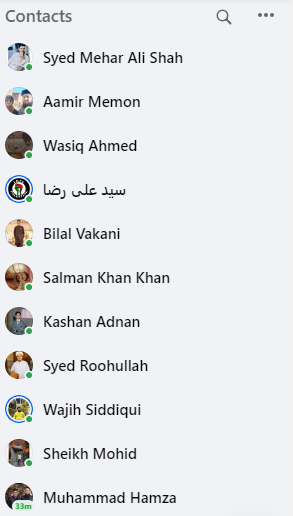 Contacts
Syed Mehar Ali Shah
Aamir Memon
Wasiq Ahmed
سید علی رضا
Bilal Vakani
Salman Khan Khan
Kashan Adnan
Syed Roohullah
Wajih Siddiqui
Sheikh Mohid
Muhammad Hamza
33m